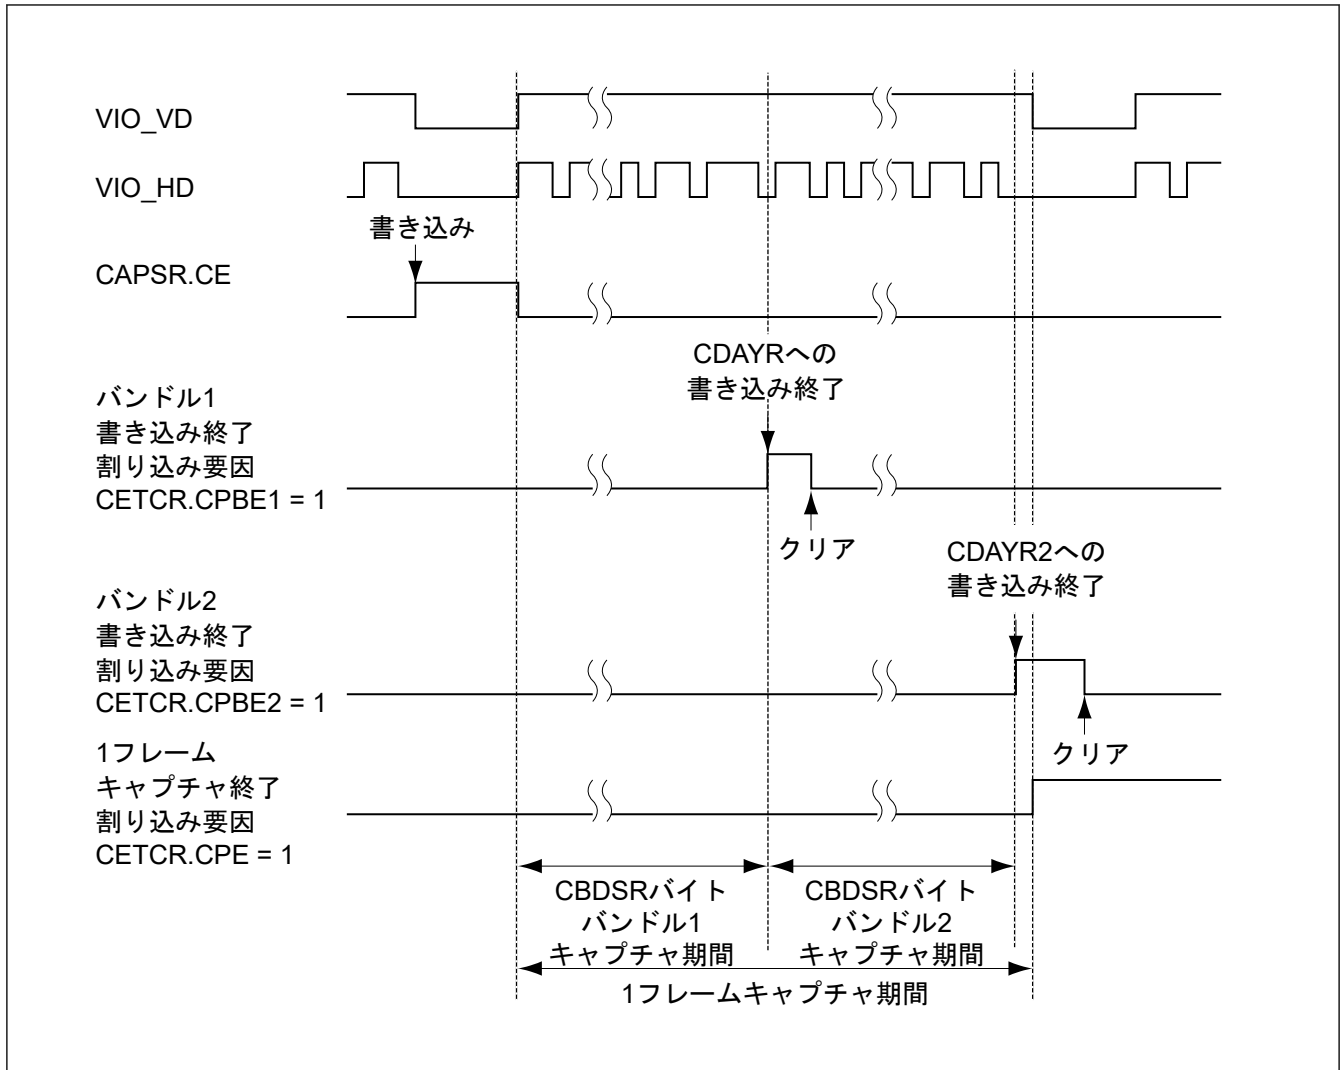 VIO_VD
VIO_HD
書き込み
CAPSR.CE
CDAYRへの
書き込み終了
バンドル1
書き込み終了
割り込み要因
CETCR.CPBE1 = 1
クリア
CDAYR2への
書き込み終了
バンドル2
書き込み終了
割り込み要因
CETCR.CPBE2 = 1
クリア
1フレーム
キャプチャ終了
割り込み要因
CETCR.CPE = 1
CBDSRバイト
バンドル1
キャプチャ期間
CBDSRバイト
バンドル2
キャプチャ期間
1フレームキャプチャ期間